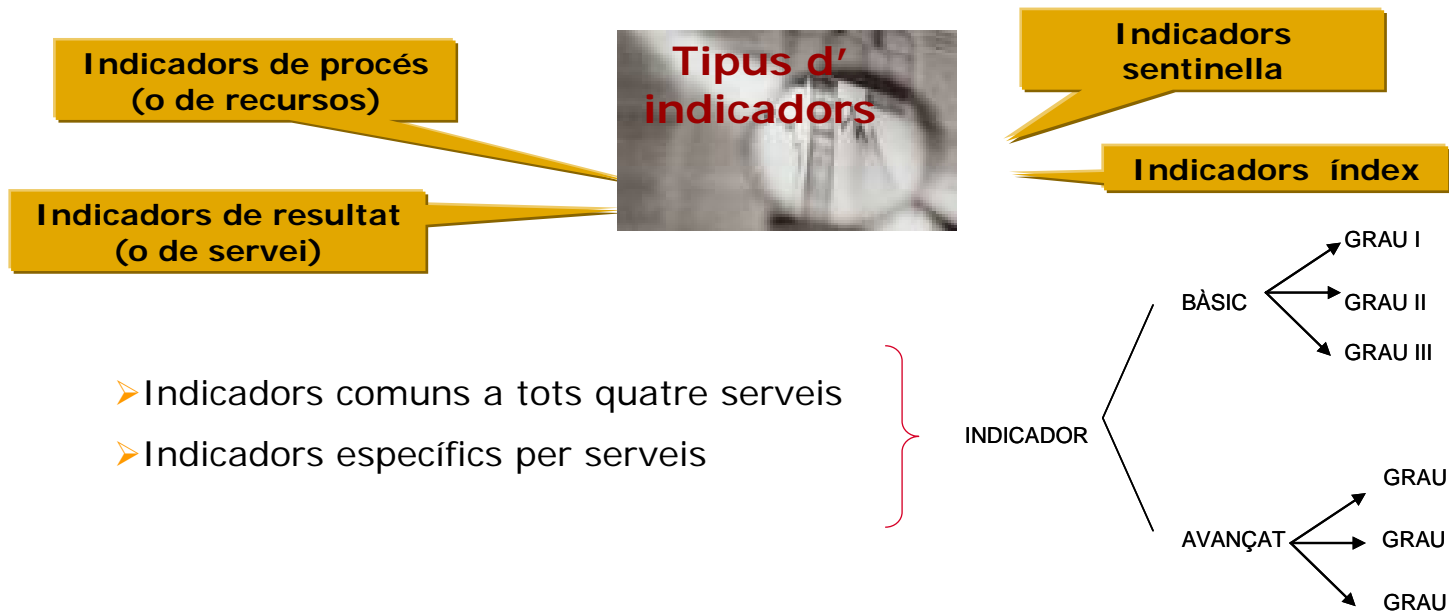 Indicadors de procés
(o de recursos)
Tipus d'
indicadors
Indicadors
sentinella
Indicadors índex
Indicadors de resultat
(o de servei)
➢Indicadors comuns a tots quatre serveis
➢Indicadors específics per serveis
INDICADOR
BÀSIC
GRAU I
GRAU II
GRAU III
AVANÇAT
GRAU
GRAU
GRAU